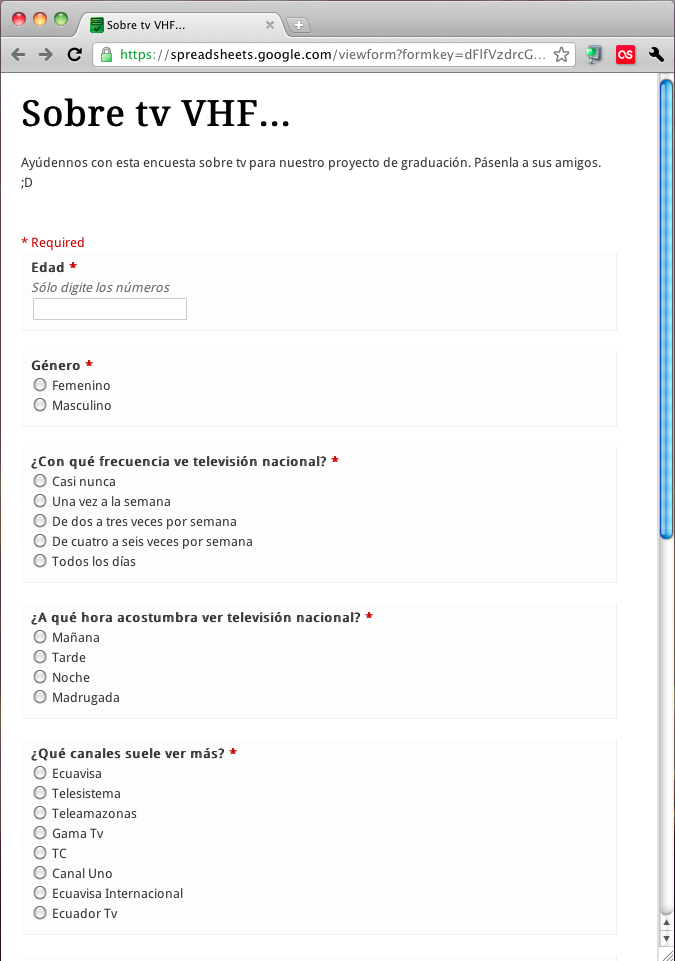 Sobre tv VHF...
https://spreadsheets.google.com/viewform?formkey=dFlfVzdrcG...
Sobre tv VHF...
Ayúdennos con esta encuesta sobre tv para nuestro proyecto de graduación. Pásenla a sus amigos.
;D
* Required
Edad *
Sólo digite los números
Género *
Femenino
Masculino
¿Con qué frecuencia ve televisión nacional? *
Casi nunca
Una vez a la semana
De dos a tres veces por semana
De cuatro a seis veces por semana
Todos los días
¿A qué hora acostumbra ver televisión nacional? *
Mañana
Tarde
Noche
Madrugada
¿Qué canales suele ver más? *
Ecuavisa
Telesistema
Teleamazonas
Gama Tv
TC
Canal Uno
Ecuavisa Internacional
Ecuador Tv